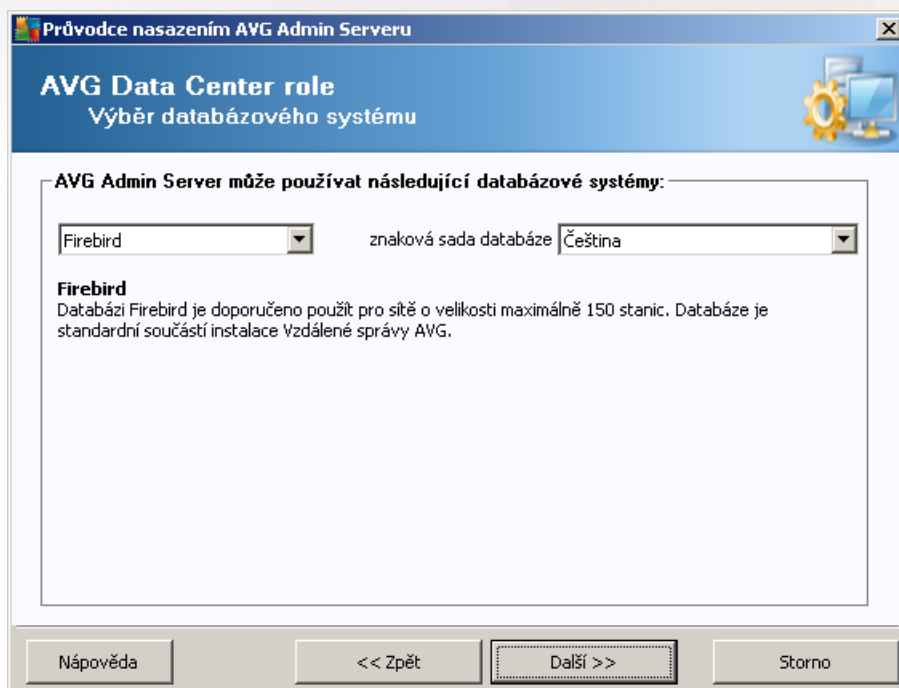 Průvodce nasazením AVG Admin Serveru
AVG Data Center role
Výběr databázového systému
AVG Admin Server může používat následující databázové systémy:
Firebird
znaková sada databáze Čeština
Firebird
Databázi Firebird je doporučeno použít pro sítě o velikosti maximálně 150 stanic. Databáze je
standardní součástí instalace Vzdálené správy AVG.
Nápověda
<< Zpět
Další >>
Storno